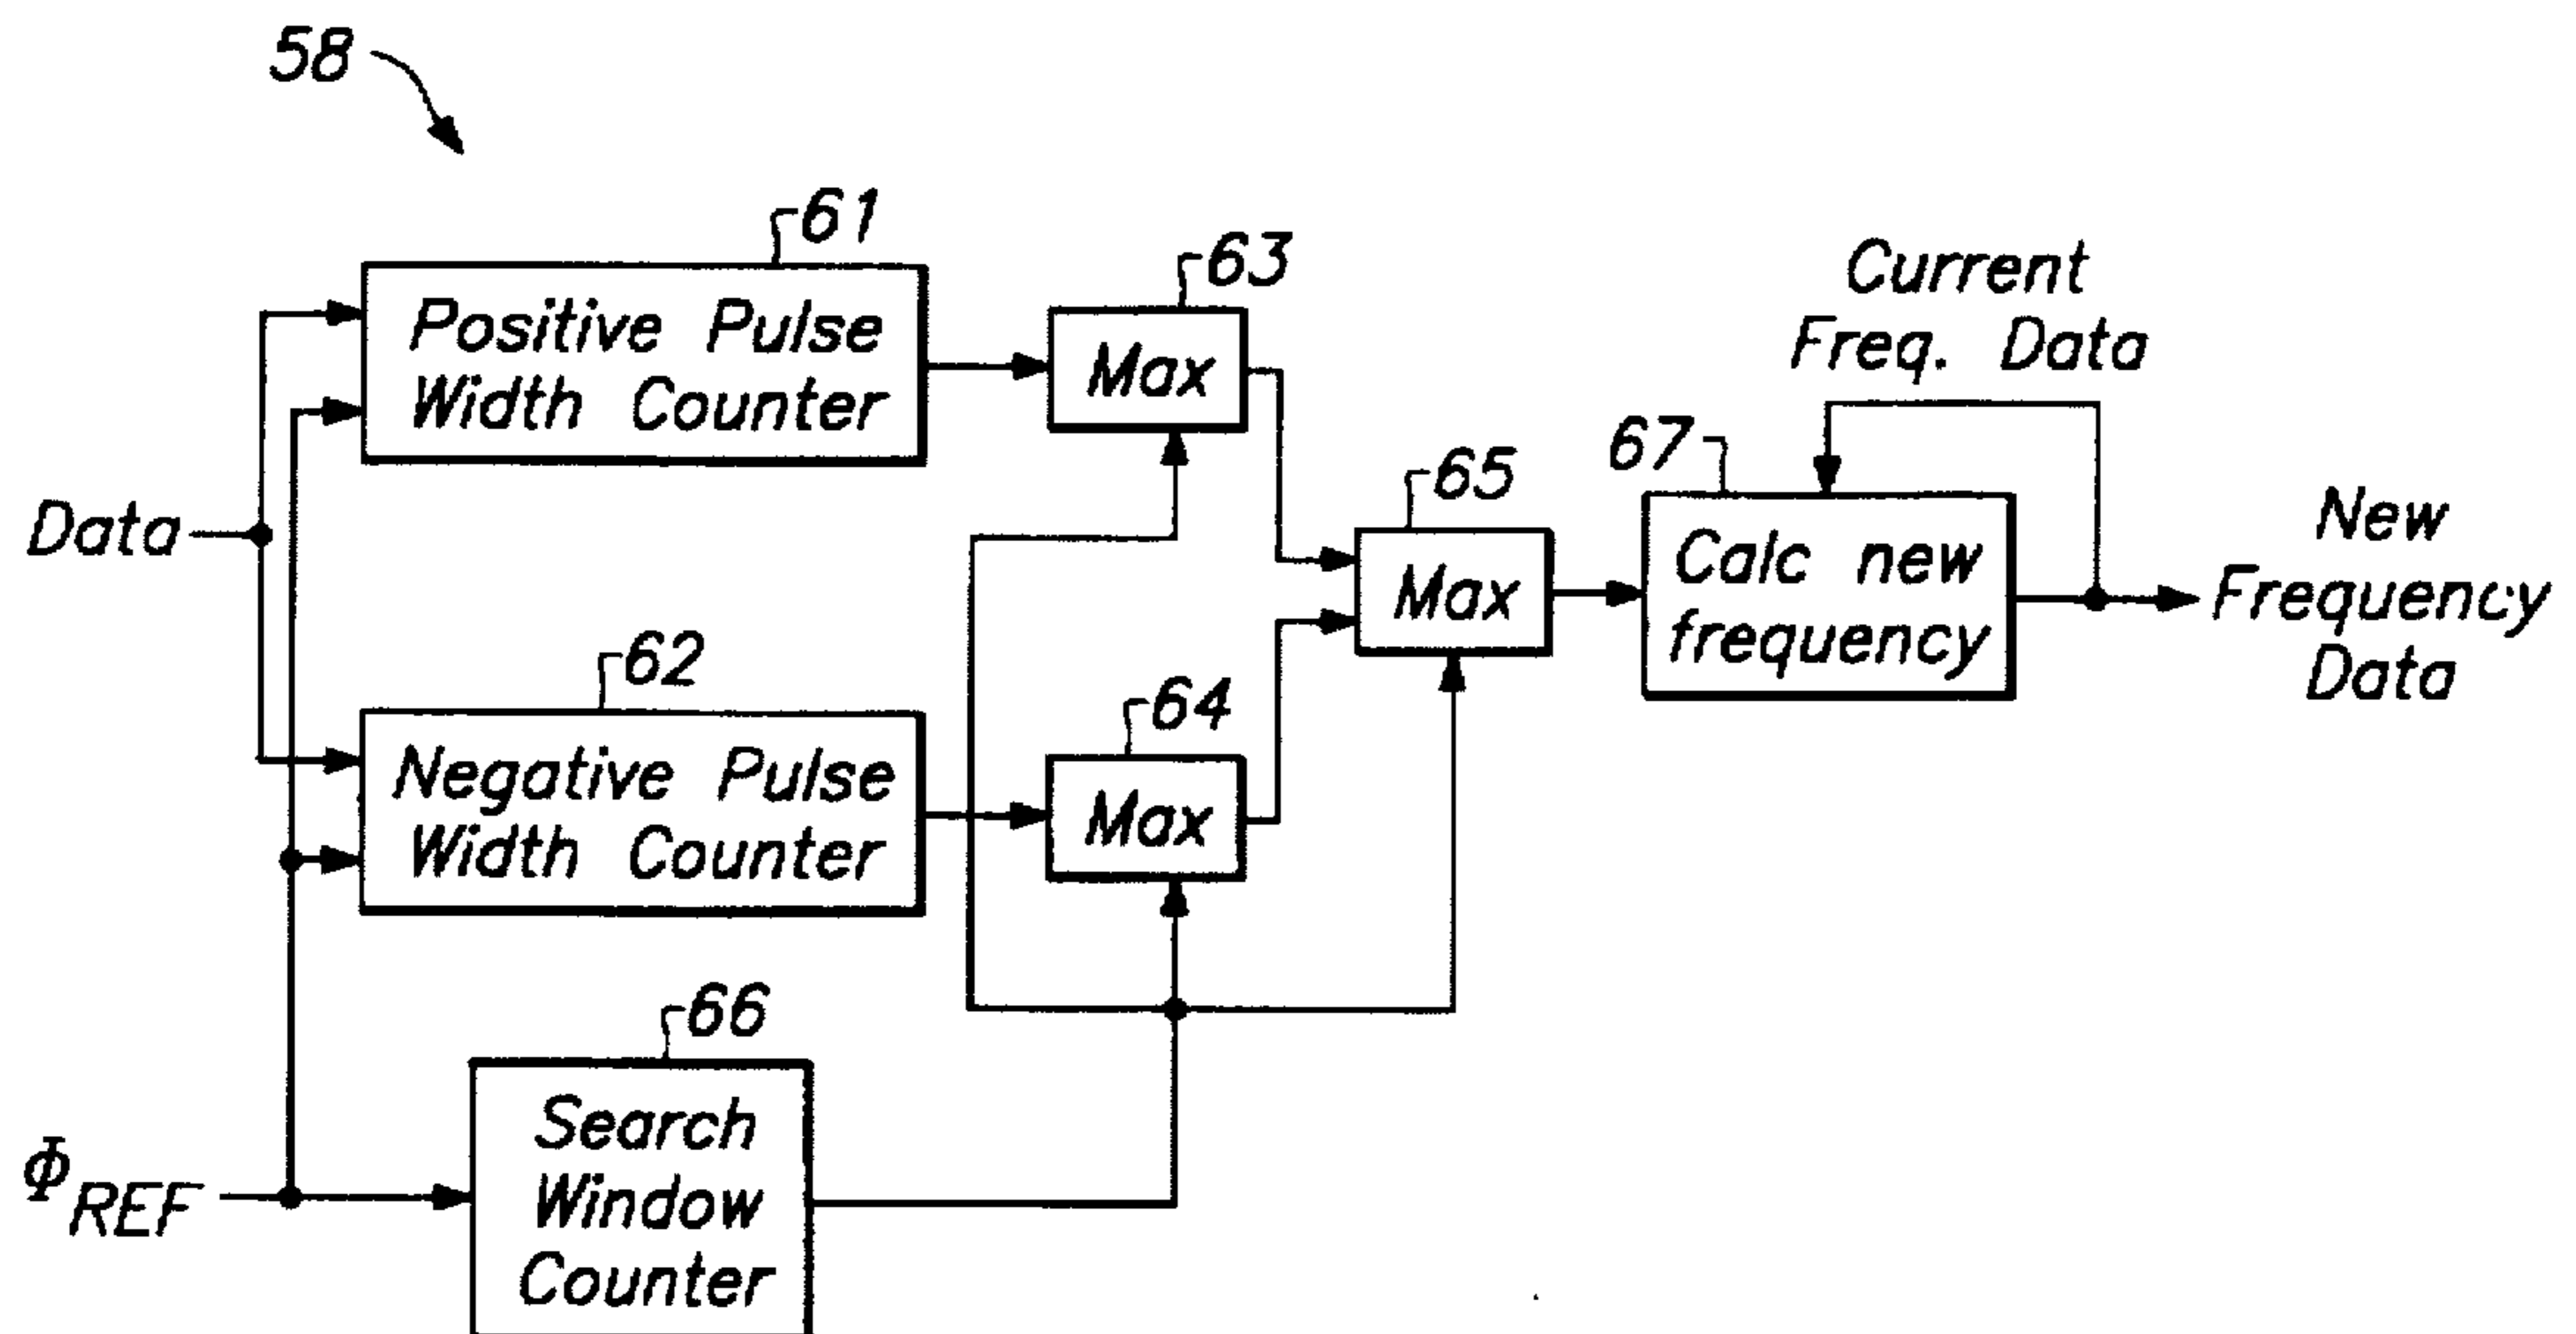 58
61
Positive Pulse
Width Counter
63
Max
Current
Freq. Data
67
Calc new
frequency
New
Frequency
Data
65
Max
Data
62
Negative Pulse
Width Counter
64
Max
66
Search
Window
Counter
Φ REF